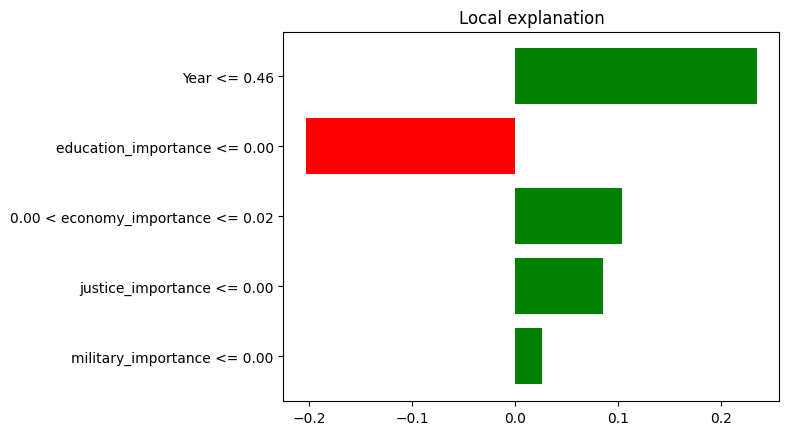 Local explanation
Year <= 0.46
education_importance <= 0.00
0.00 < economy_importance <= 0.02
justice_importance <= 0.00
military_importance <= 0.00
−0.2 −0.1 0.0 0.1 0.2